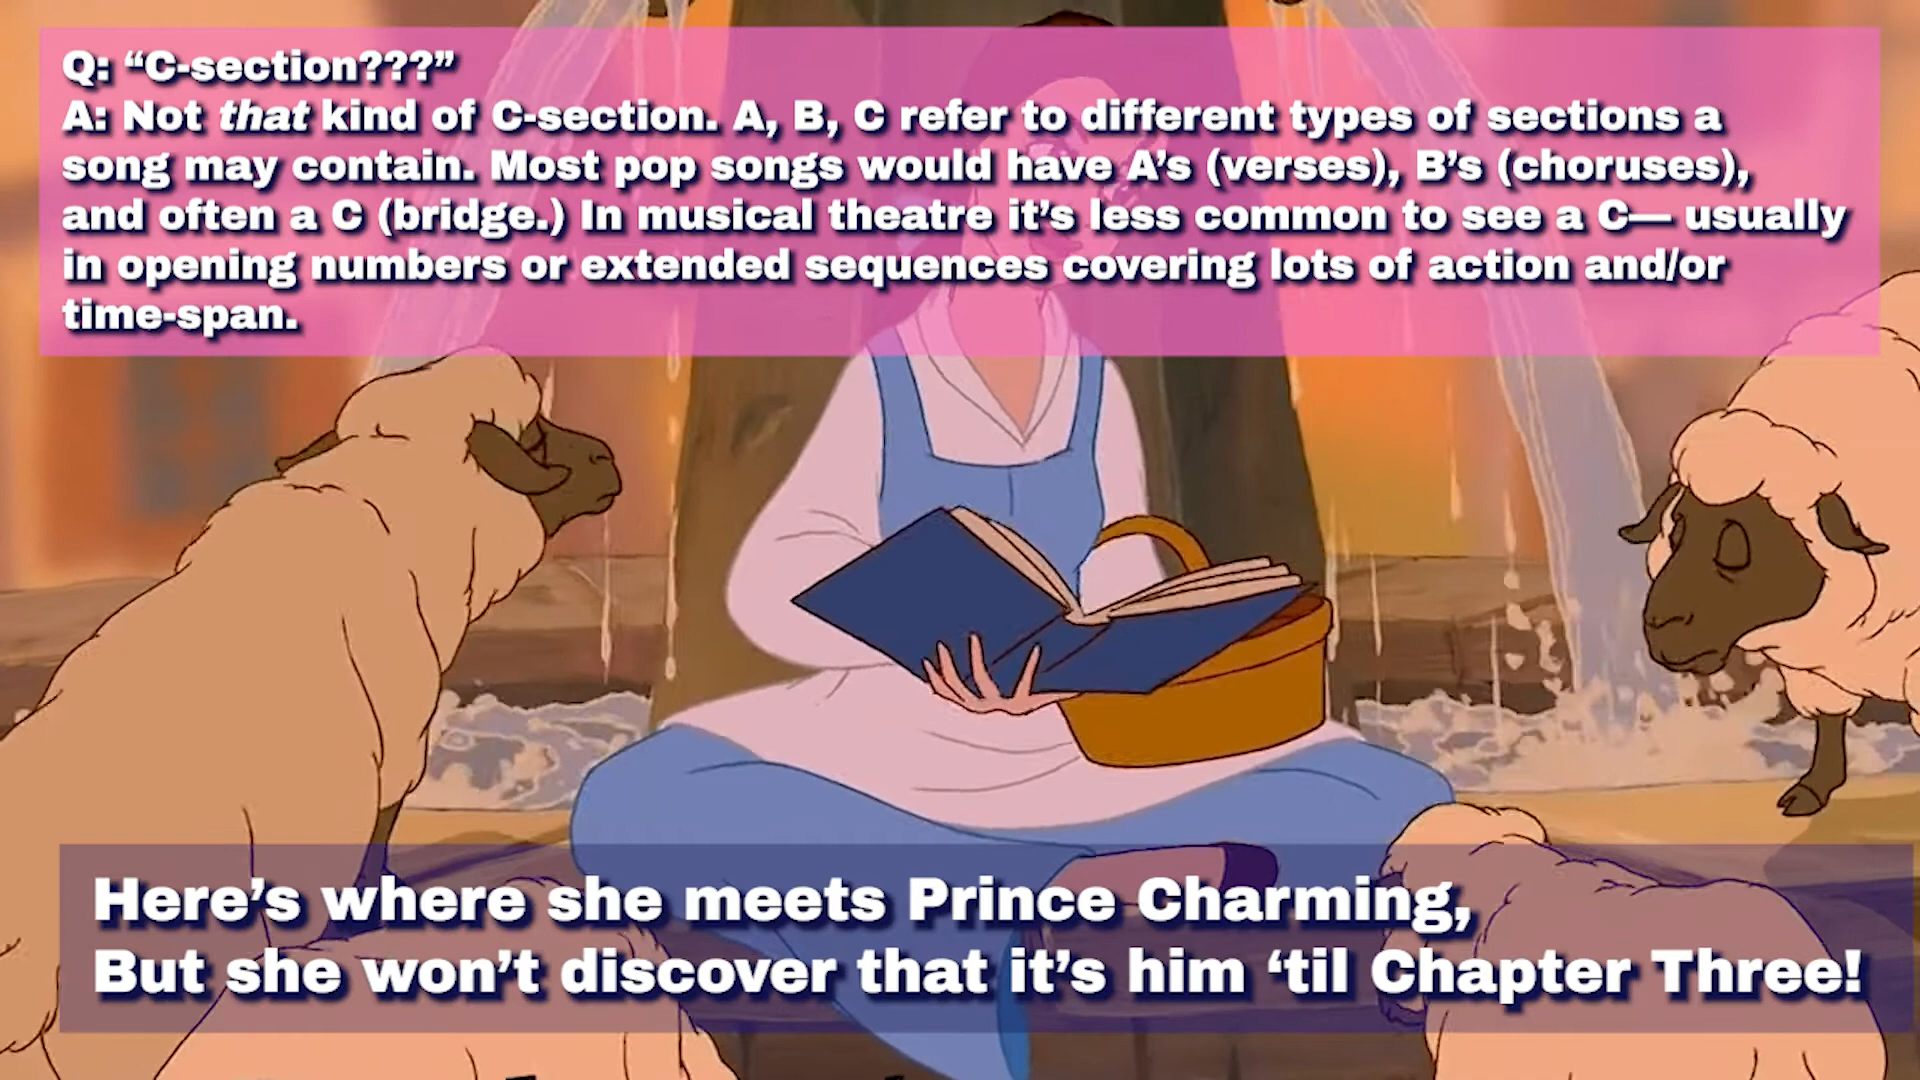 Q: “C-section???”
A: Not that kind of C-section. A, B, C refer to different types of sections a
song may contain. Most pop songs would have A’s (verses), B’s (choruses),
and often a C (bridge.) In musical theatre it’s less common to see a C— usually
in opening numbers or extended sequences covering lots of action and/or
time-span.
Here’s where she meets Prince Charming,
But she won’t discover that it’s him ‘til Chapter Three!